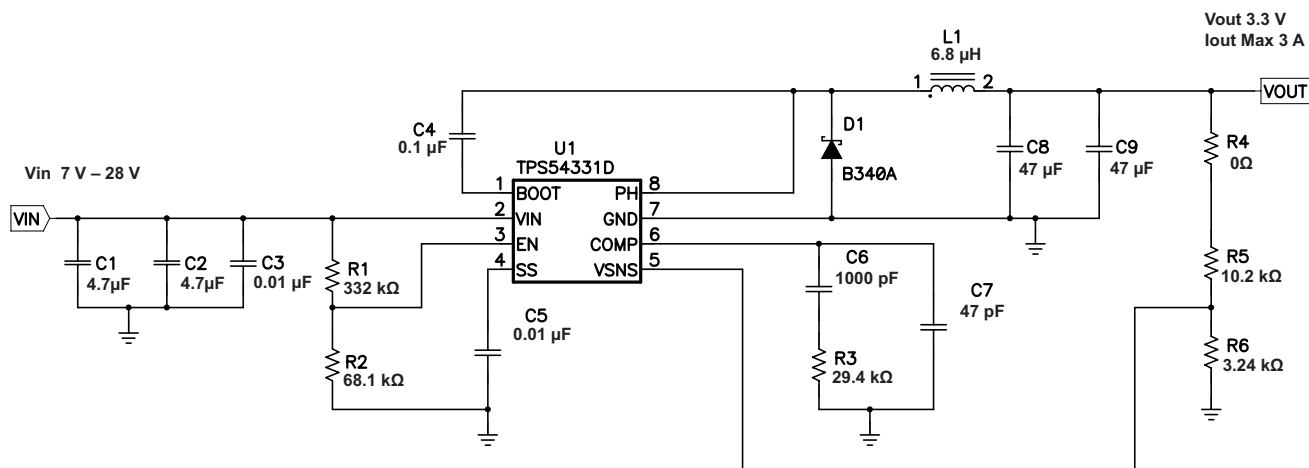 Vout 3.3 V
Iout Max 3 A
L1
6.8 µH
1
2
VOUT
C4
0.1 µF
D1
B340A
C8
47 µF
C9
47 µF
R4
0Ω
U1
TPS54331D
Vin 7 V – 28 V
VIN
1
BOOT
PH
8
2
VIN
GND
7
3
EN
COMP
6
4
SS
VSNS
5
C1
4.7µF
C2
4.7µF
C3
0.01 µF
R1
332 kΩ
C6
1000 pF
C7
47 pF
R5
10.2 kΩ
C5
0.01 µF
R2
68.1 kΩ
R3
29.4 kΩ
R6
3.24 kΩ